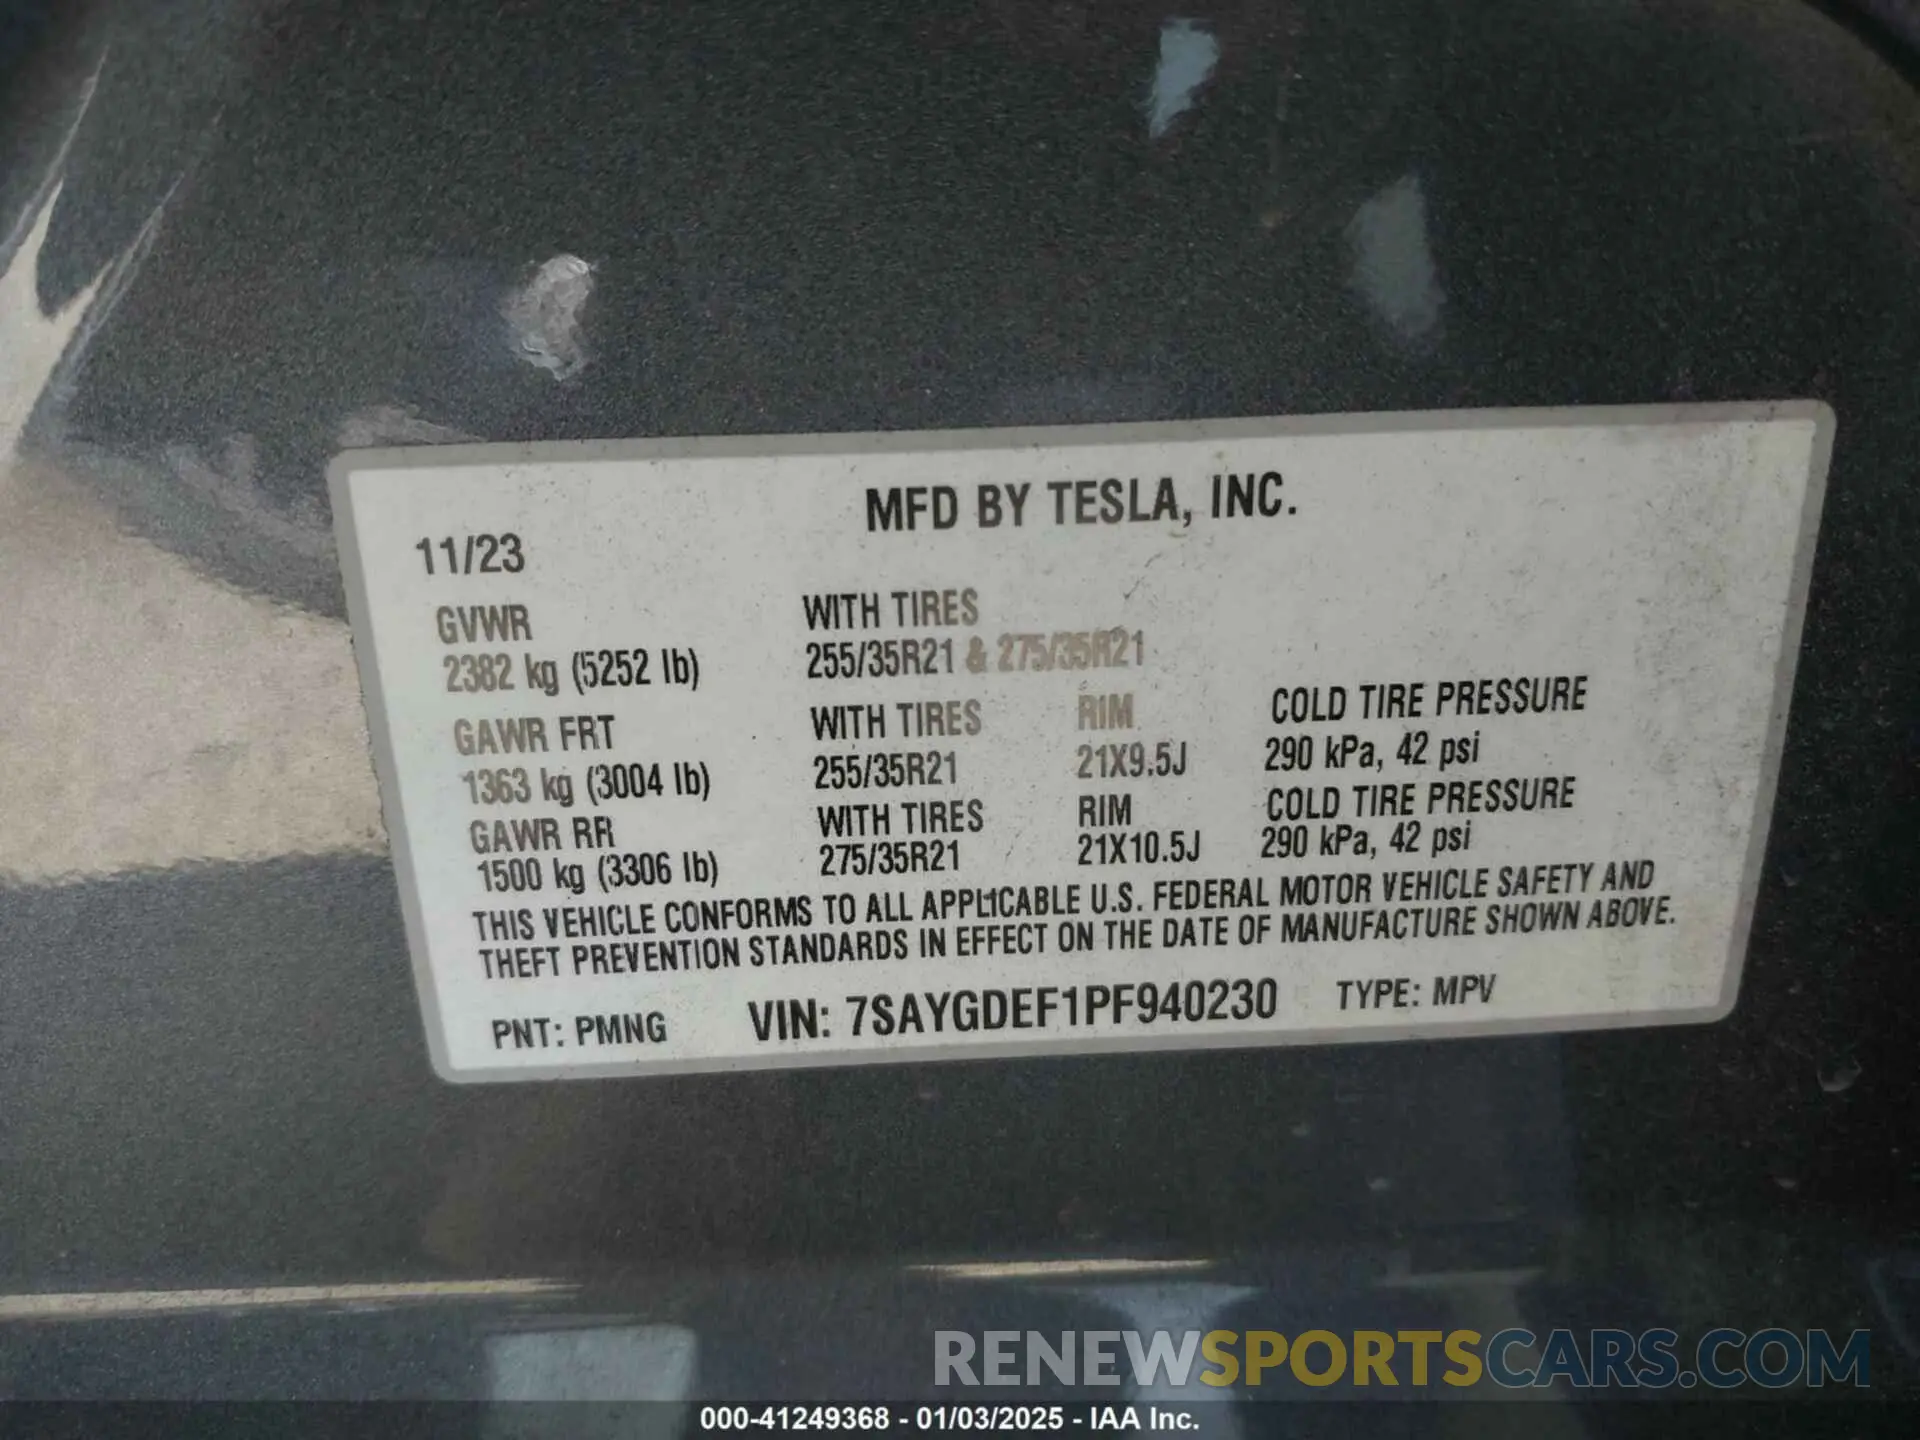 MFD BY TESLA, INC.
11/23
GVWR WITH TIRES
2382 kg (5252 lb) 255/35R21 & 275/35R21
GAWR FRT WITH TIRES RIM COLD TIRE PRESSURE
1363 kg (3004 lb) 255/35R21 21X9.5J 290 kPa, 42 psi
GAWR RR WITH TIRES RIM COLD TIRE PRESSURE
1500 kg (3306 lb) 275/35R21 21X10.5J 290 kPa, 42 psi
THIS VEHICLE CONFORMS TO ALL APPLICABLE U.S. FEDERAL MOTOR VEHICLE SAFETY AND
THEFT PREVENTION STANDARDS IN EFFECT ON THE DATE OF MANUFACTURE SHOWN ABOVE.
PNT: PMNG VIN: 7SAYGDEF1PF940230 TYPE: MPV
RENEWSPORTSCARS.COM
000-41249368 - 01/03/2025 - IAA Inc.